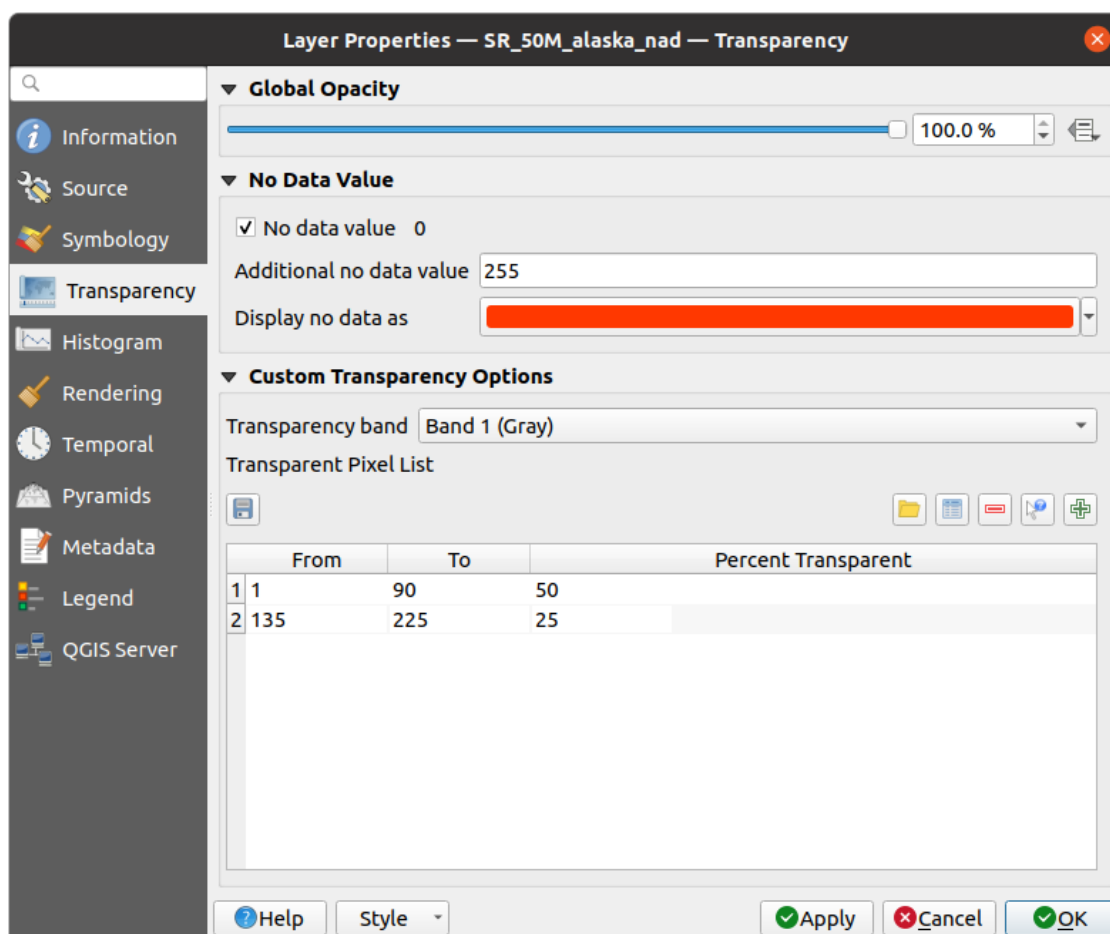 Layer Properties — SR_50M_alaska_nad — Transparency
Information
Source
Symbology
Transparency
Histogram
Rendering
Temporal
Pyramids
Metadata
Legend
QGIS Server
Global Opacity
100.0 %
No Data Value
No data value 0
Additional no data value 255
Display no data as
Custom Transparency Options
Transparency band Band 1 (Gray)
Transparent Pixel List
From To Percent Transparent
1 1 90 50
2 135 225 25
Help Style Apply Cancel OK